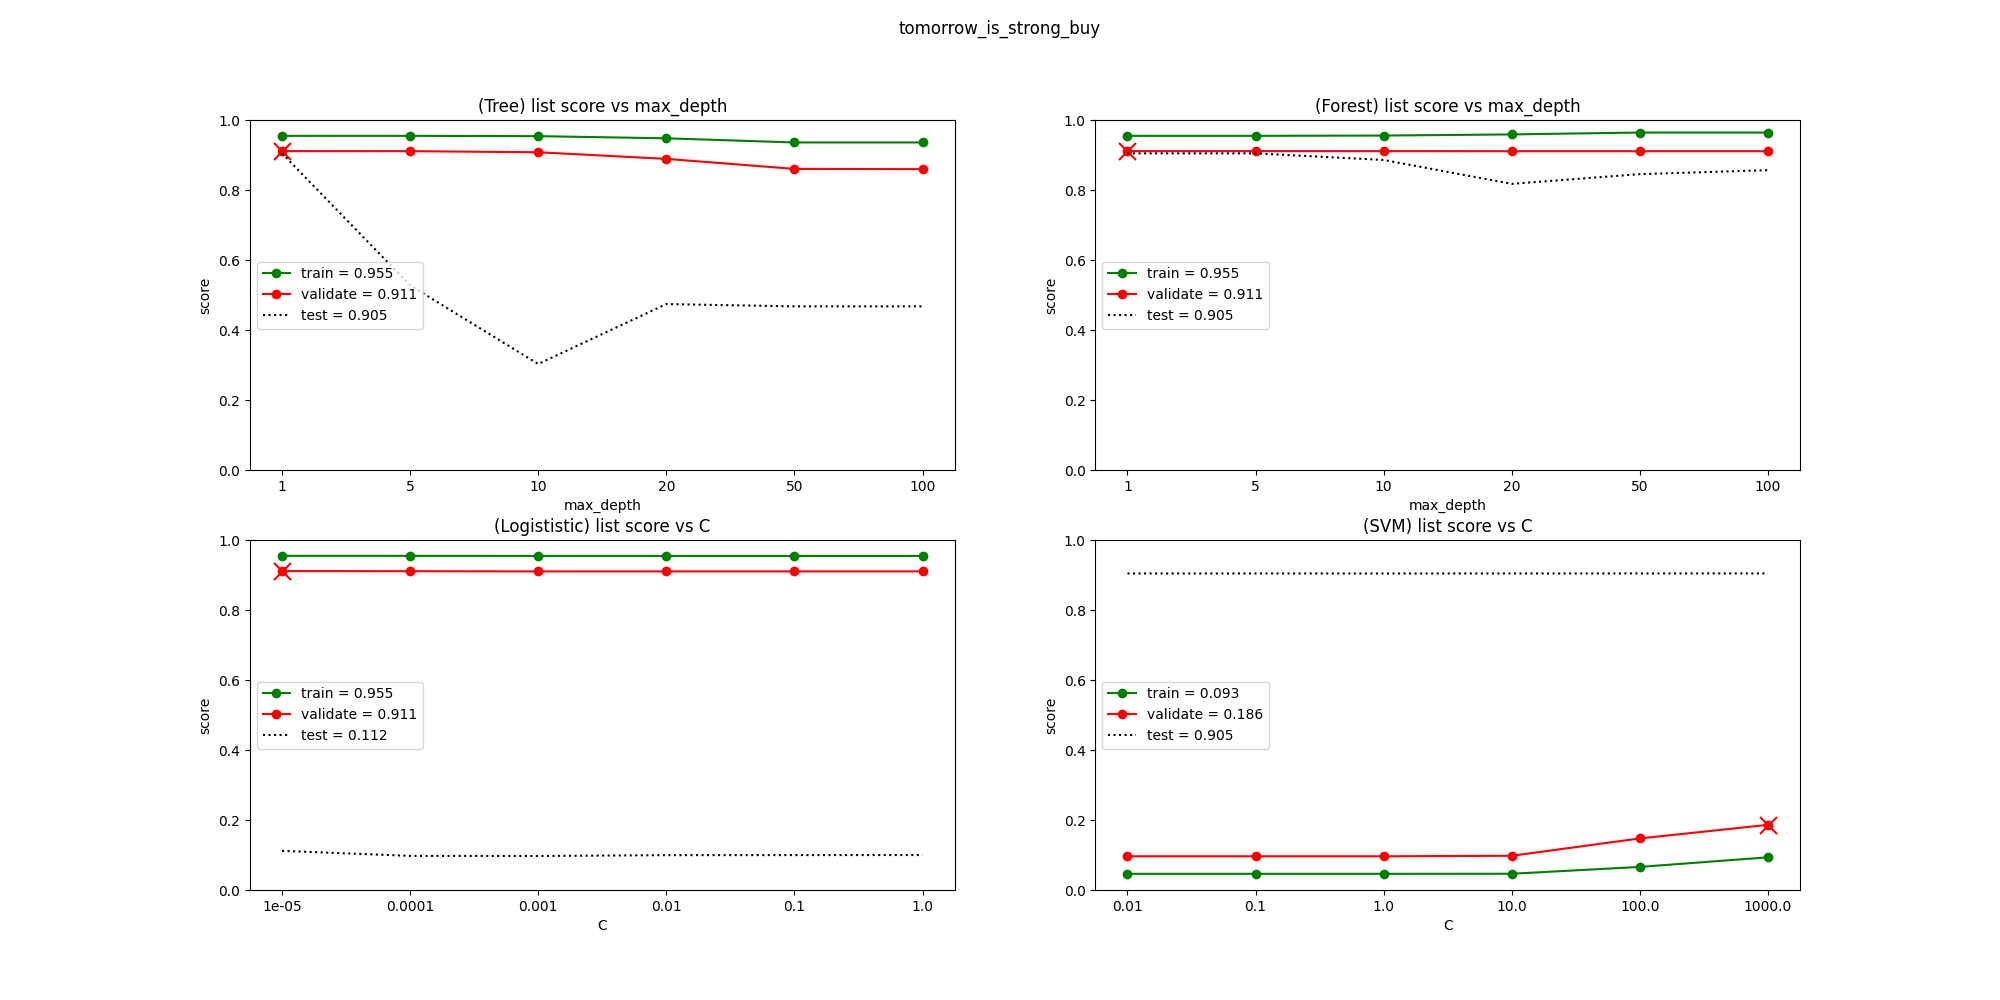 tomorrow_is_strong_buy
(Tree) list score vs max_depth
1.0
0.8
0.6
0.4
0.2
0.0
score
train = 0.955
validate = 0.911
test = 0.905
1 5 10 20 50 100
max_depth
(Forest) list score vs max_depth
1.0
0.8
0.6
0.4
0.2
0.0
score
train = 0.955
validate = 0.911
test = 0.905
1 5 10 20 50 100
max_depth
(Logististic) list score vs C
1.0
0.8
0.6
0.4
0.2
0.0
score
train = 0.955
validate = 0.911
test = 0.112
1e-05 0.0001 0.001 0.01 0.1 1.0
C
(SVM) list score vs C
1.0
0.8
0.6
0.4
0.2
0.0
score
train = 0.093
validate = 0.186
test = 0.905
0.01 0.1 1.0 10.0 100.0 1000.0
C